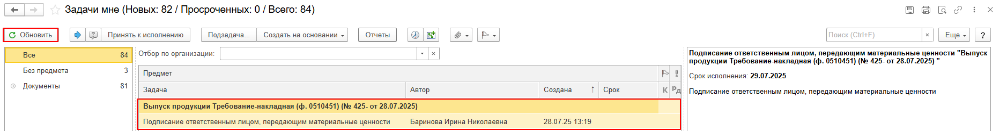 Задачи мне (Новых: 82 / Просроченных: 0 / Всего: 84)
Обновить
Принять к исполнению
Подзадача...
Создать на основании
Отчеты
Поиск (Ctrl+F)
×
Еще
?
Все 84
Без предмета 3
Документы 81
Отбор по организации:
×
Предмет
Задача Автор Создана ↑ Срок К Рд
Выпуск продукции Требование-накладная (ф. 0510451) (№ 425- от 28.07.2025)
Подписание ответственным лицом, передающим материальные ценности Баринова Ирина Николаевна 28.07.25 13:19
Подписание ответственным лицом, передающим материальные ценности "Выпуск
продукции Требование-накладная (ф. 0510451) (№ 425- от 28.07.2025) "
Срок исполнения: 29.07.2025
Подписание ответственным лицом, передающим материальные ценности